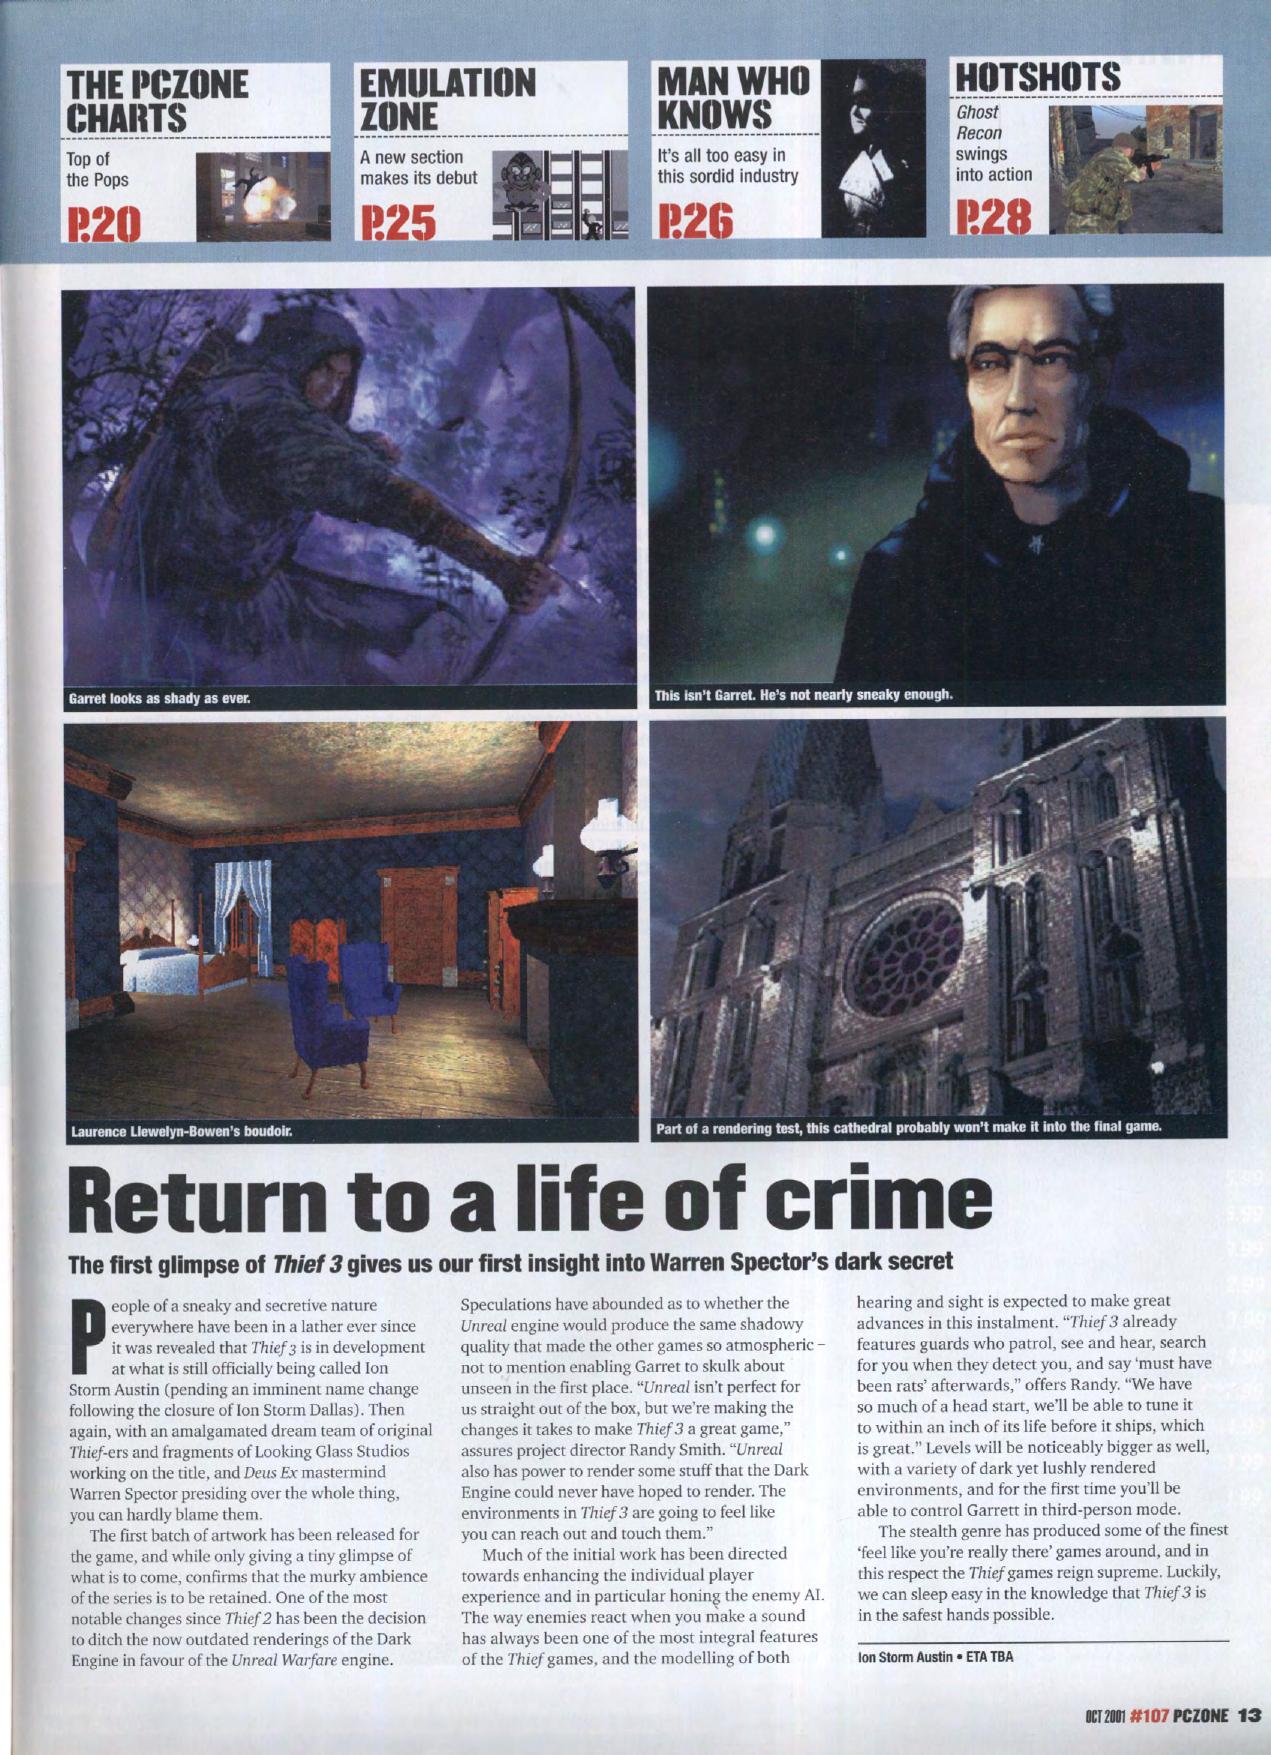 THE PCZONE
CHARTS
Top of
the Pops
P.20
EMULATION
ZONE
A new section
makes its debut
P.25
MAN WHO
KNOWS
It's all too easy in
this sordid industry
P.26
HOTSHOTS
Ghost
Recon
swings
into action
P.28
Garret looks as shady as ever.
This isn't Garret. He's not nearly sneaky enough.
Laurence Llewelyn-Bowen's boudoir.
Part of a rendering test, this cathedral probably won't make it into the final game.
Return to a life of crime
The first glimpse of Thief 3 gives us our first insight into Warren Spector's dark secret
People of a sneaky and secretive nature
everywhere have been in a lather ever since
it was revealed that Thief 3 is in development
at what is still officially being called Ion
Storm Austin (pending an imminent name change
following the closure of Ion Storm Dallas). Then
again, with an amalgamated dream team of original
Thief-ers and fragments of Looking Glass Studios
working on the title, and Deus Ex mastermind
Warren Spector presiding over the whole thing,
you can hardly blame them.
The first batch of artwork has been released for
the game, and while only giving a tiny glimpse of
what is to come, confirms that the murky ambience
of the series is to be retained. One of the most
notable changes since Thief 2 has been the decision
to ditch the now outdated renderings of the Dark
Engine in favour of the Unreal Warfare engine.
Speculations have abounded as to whether the
Unreal engine would produce the same shadowy
quality that made the other games so atmospheric –
not to mention enabling Garret to skulk about
unseen in the first place. "Unreal isn't perfect for
us straight out of the box, but we're making the
changes it takes to make Thief 3 a great game,"
assures project director Randy Smith. "Unreal
also has power to render some stuff that the Dark
Engine could never have hoped to render. The
environments in Thief 3 are going to feel like
you can reach out and touch them."
Much of the initial work has been directed
towards enhancing the individual player
experience and in particular honing the enemy AI.
The way enemies react when you make a sound
has always been one of the most integral features
of the Thief games, and the modelling of both
hearing and sight is expected to make great
advances in this instalment. "Thief 3 already
features guards who patrol, see and hear, search
for you when they detect you, and say 'must have
been rats' afterwards," offers Randy. "We have
so much of a head start, we'll be able to tune it
to within an inch of its life before it ships, which
is great." Levels will be noticeably bigger as well,
with a variety of dark yet lushly rendered
environments, and for the first time you'll be
able to control Garrett in third-person mode.
The stealth genre has produced some of the finest
'feel like you're really there' games around, and in
this respect the Thief games reign supreme. Luckily,
we can sleep easy in the knowledge that Thief 3 is
in the safest hands possible.
Ion Storm Austin • ETA TBA
OCT 2001 #107 PCZONE 13